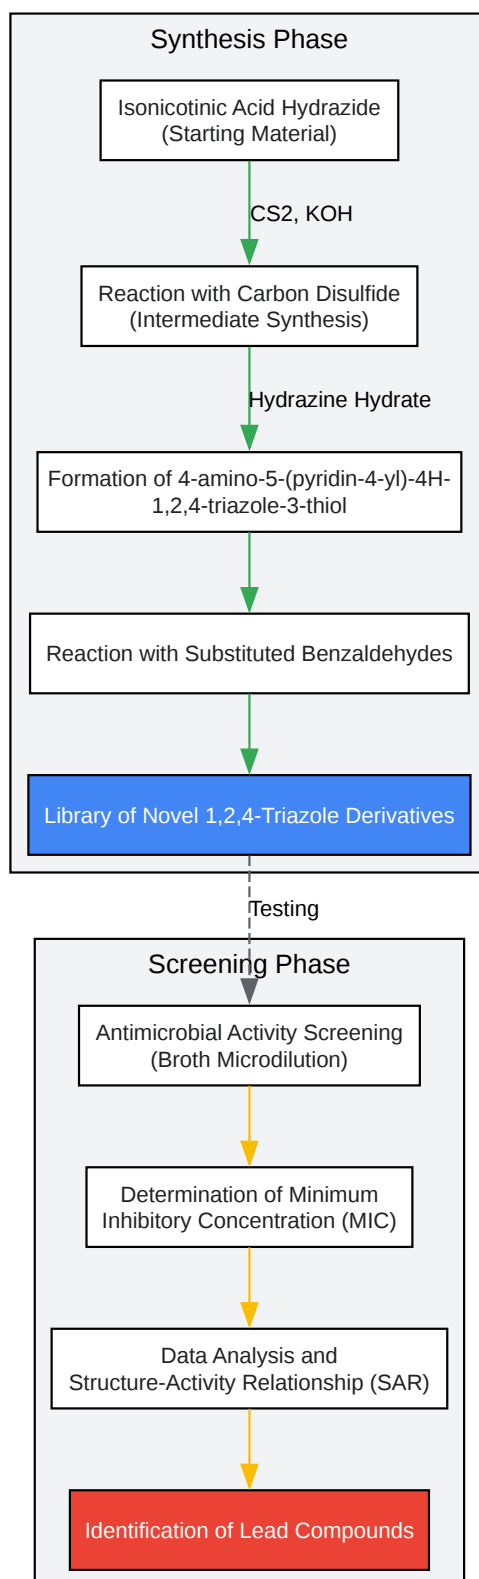 Synthesis Phase
Isonicotinic Acid Hydrazide
(Starting Material)
CS2, KOH
Reaction with Carbon Disulfide
(Intermediate Synthesis)
Hydrazine Hydrate
Formation of 4-amino-5-(pyridin-4-yl)-4H-
1,2,4-triazole-3-thiol
Reaction with Substituted Benzaldehydes
Library of Novel 1,2,4-Triazole Derivatives
Testing
Screening Phase
Antimicrobial Activity Screening
(Broth Microdilution)
Determination of Minimum
Inhibitory Concentration (MIC)
Data Analysis and
Structure-Activity Relationship (SAR)
Identification of Lead Compounds